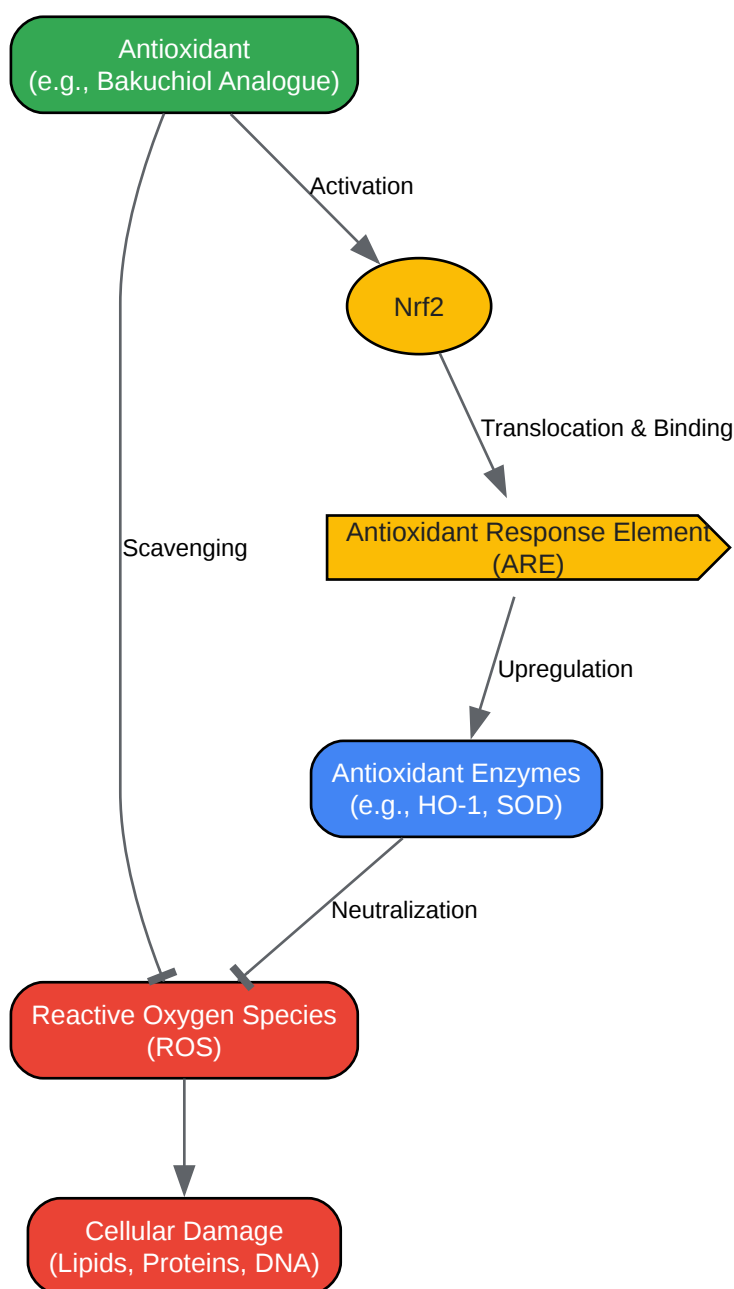 Antioxidant
(e.g., Bakuchiol Analogue)
Activation
Nrf2
Translocation & Binding
Antioxidant Response Element
(ARE)
Scavenging
Upregulation
Antioxidant Enzymes
(e.g., HO-1, SOD)
Neutralization
Reactive Oxygen Species
(ROS)
Cellular Damage
(Lipids, Proteins, DNA)